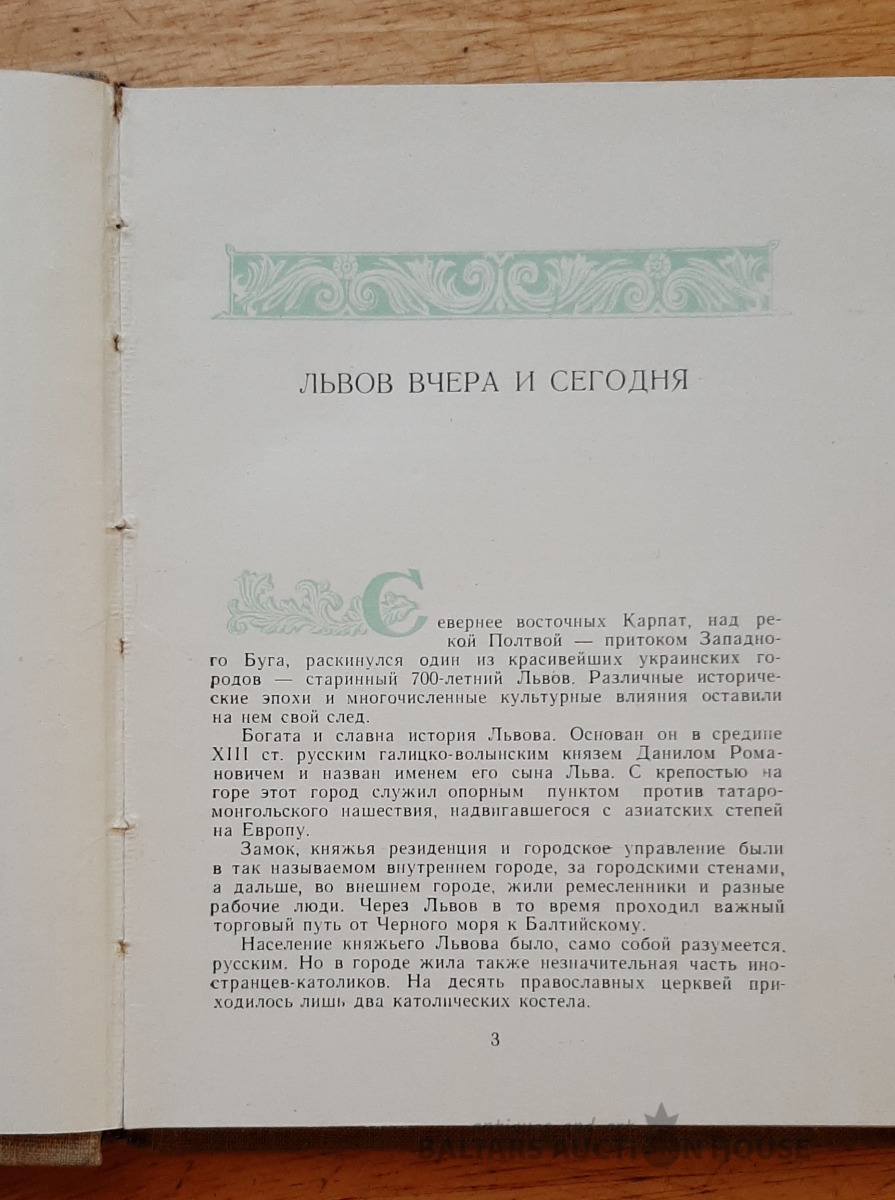 ЛЬВОВ ВЧЕРА И СЕГОДНЯ
Севернее восточных Карпат, над ре-
кой Полтвой — притоком Западно-
го Буга, раскинулся один из красивейших украинских го-
родов — старинный 700-летний Львов. Различные историче-
ские эпохи и многочисленные культурные влияния оставили
на нем свой след.
Богата и славна история Львова. Основан он в средине
XIII ст. русским галицко-волынским князем Данилом Рома-
новичем и назван именем его сына Льва. С крепостью на
горе этот город служил опорным пунктом против татаро-
монгольского нашествия, надвигавшегося с азиатских степей
на Европу.
Замок, княжья резиденция и городское управление были
в так называемом внутреннем городе, за городскими стенами,
а дальше, во внешнем городе, жили ремесленники и разные
рабочие люди. Через Львов в то время проходил важный
торговый путь от Черного моря к Балтийскому.
Население княжьего Львова было, само собой разумеется,
русским. Но в городе жила также незначительная часть ино-
странцев-католиков. На десять православных церквей при-
ходилось лишь два католических костела.
3
antiques and art
BALTARS AUCTION HOUSE